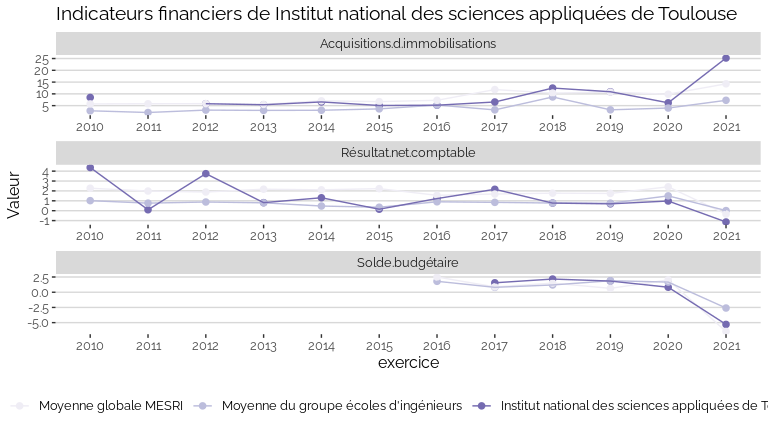 Indicateurs financiers de Institut national des sciences appliquées de Toulouse
Acquisitions.d.immobilisations
25
20
15
10
5
2010 2011 2012 2013 2014 2015 2016 2017 2018 2019 2020 2021
Résultat.net.comptable
4
3
2
1
0
-1
2010 2011 2012 2013 2014 2015 2016 2017 2018 2019 2020 2021
Solde.budgétaire
2.5
0.0
-2.5
-5.0
2010 2011 2012 2013 2014 2015 2016 2017 2018 2019 2020 2021
Valeur
exercice
Moyenne globale MESRI Moyenne du groupe écoles d'ingénieurs Institut national des sciences appliquées de To